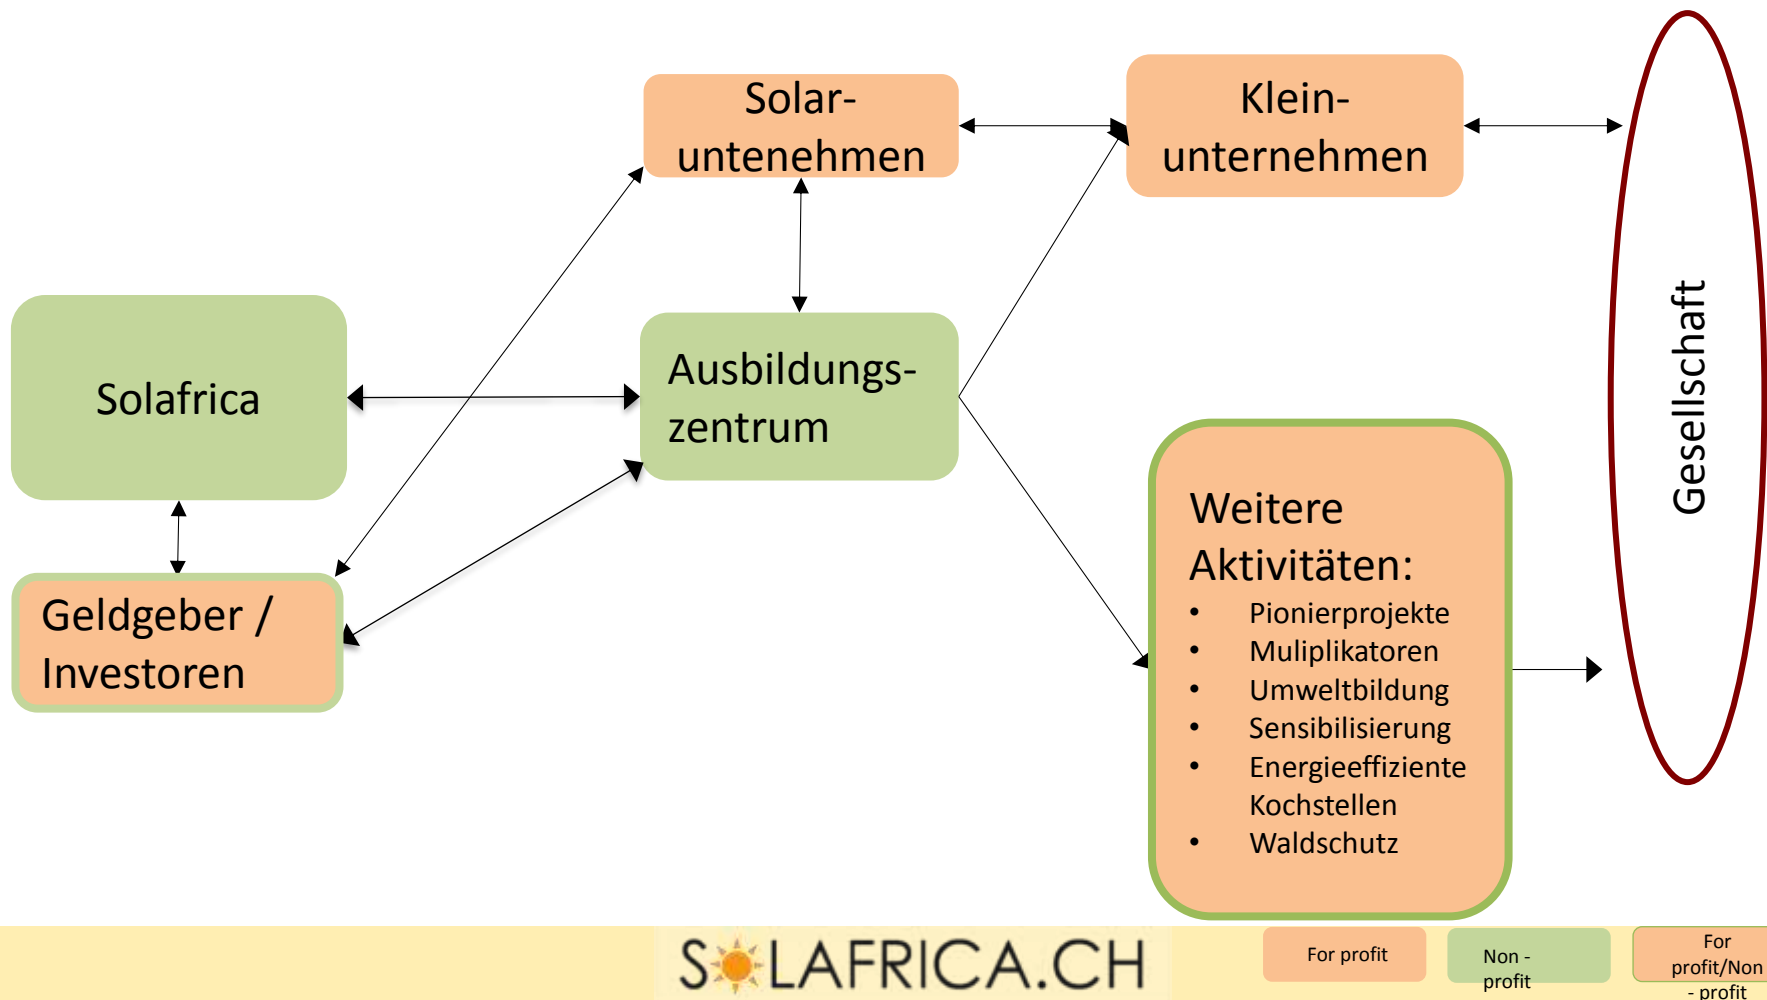 Solar-
untenehmen
Klein-
unternehmen
Gesellschaft
Solafrica
Ausbildungs-
zentrum
Geldgeber /
Investoren
Weitere
Aktivitäten:
• Pionierprojekte
• Muliplikatoren
• Umweltbildung
• Sensibilisierung
• Energieeffiziente
Kochstellen
• Waldschutz
SOLAFRICA.CH
For profit
Non -
profit
For
profit/Non
- profit